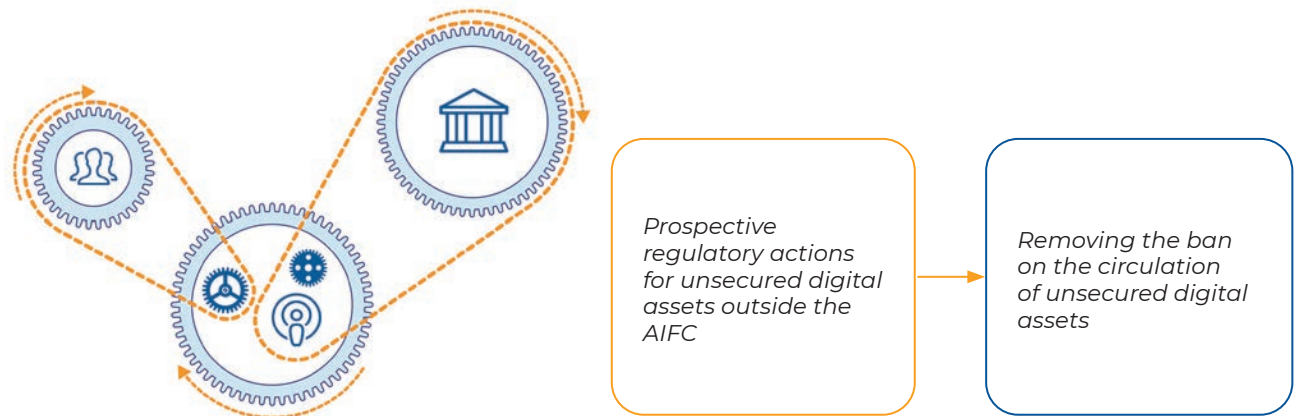 Prospective
regulatory actions
for unsecured digital
assets outside the
AIFC
Removing the ban
on the circulation
of unsecured digital
assets